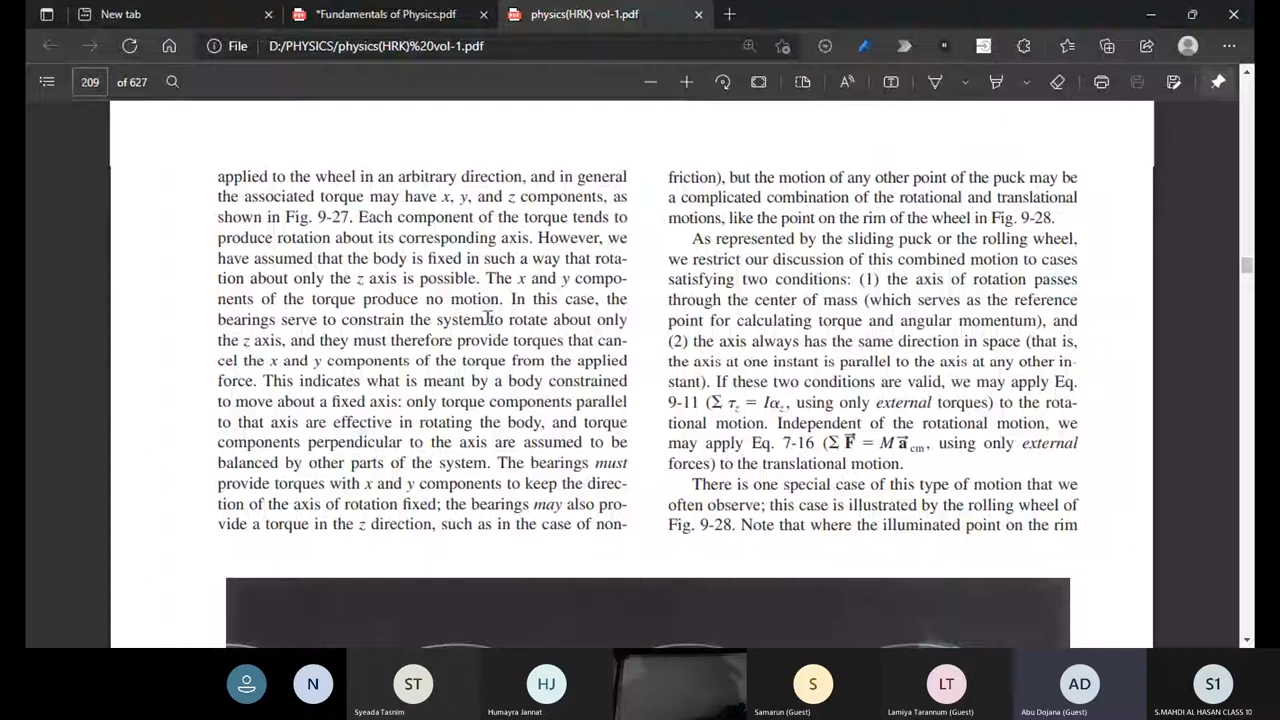 New tab
*Fundamentals of Physics.pdf
physics(HRK) vol-1.pdf
File
D:/PHYSICS/physics(HRK)%20vol-1.pdf
209
of 627
applied to the wheel in an arbitrary direction, and in general
the associated torque may have x, y, and z components, as
shown in Fig. 9-27. Each component of the torque tends to
produce rotation about its corresponding axis. However, we
have assumed that the body is fixed in such a way that rota-
tion about only the z axis is possible. The x and y compo-
nents of the torque produce no motion. In this case, the
bearings serve to constrain the system to rotate about only
the z axis, and they must therefore provide torques that can-
cel the x and y components of the torque from the applied
force. This indicates what is meant by a body constrained
to move about a fixed axis: only torque components parallel
to that axis are effective in rotating the body, and torque
components perpendicular to the axis are assumed to be
balanced by other parts of the system. The bearings must
provide torques with x and y components to keep the direc-
tion of the axis of rotation fixed; the bearings may also pro-
vide a torque in the z direction, such as in the case of non-
friction), but the motion of any other point of the puck may be
a complicated combination of the rotational and translational
motions, like the point on the rim of the wheel in Fig. 9-28.
As represented by the sliding puck or the rolling wheel,
we restrict our discussion of this combined motion to cases
satisfying two conditions: (1) the axis of rotation passes
through the center of mass (which serves as the reference
point for calculating torque and angular momentum), and
(2) the axis always has the same direction in space (that is,
the axis at one instant is parallel to the axis at any other in-
stant). If these two conditions are valid, we may apply Eq.
9-11 (Σ τz = Iαz, using only external torques) to the rota-
tional motion. Independent of the rotational motion, we
may apply Eq. 7-16 (Σ F⃗ = Ma⃗cm, using only external
forces) to the translational motion.
There is one special case of this type of motion that we
often observe; this case is illustrated by the rolling wheel of
Fig. 9-28. Note that where the illuminated point on the rim
N
ST
HJ
S
LT
AD
S1
Syeada Tasnim
Humayra Jannat
Samarun (Guest)
Lamiya Tarannum (Guest)
Abu Dojana (Guest)
S.MAHDI AL HASAN CLASS 10